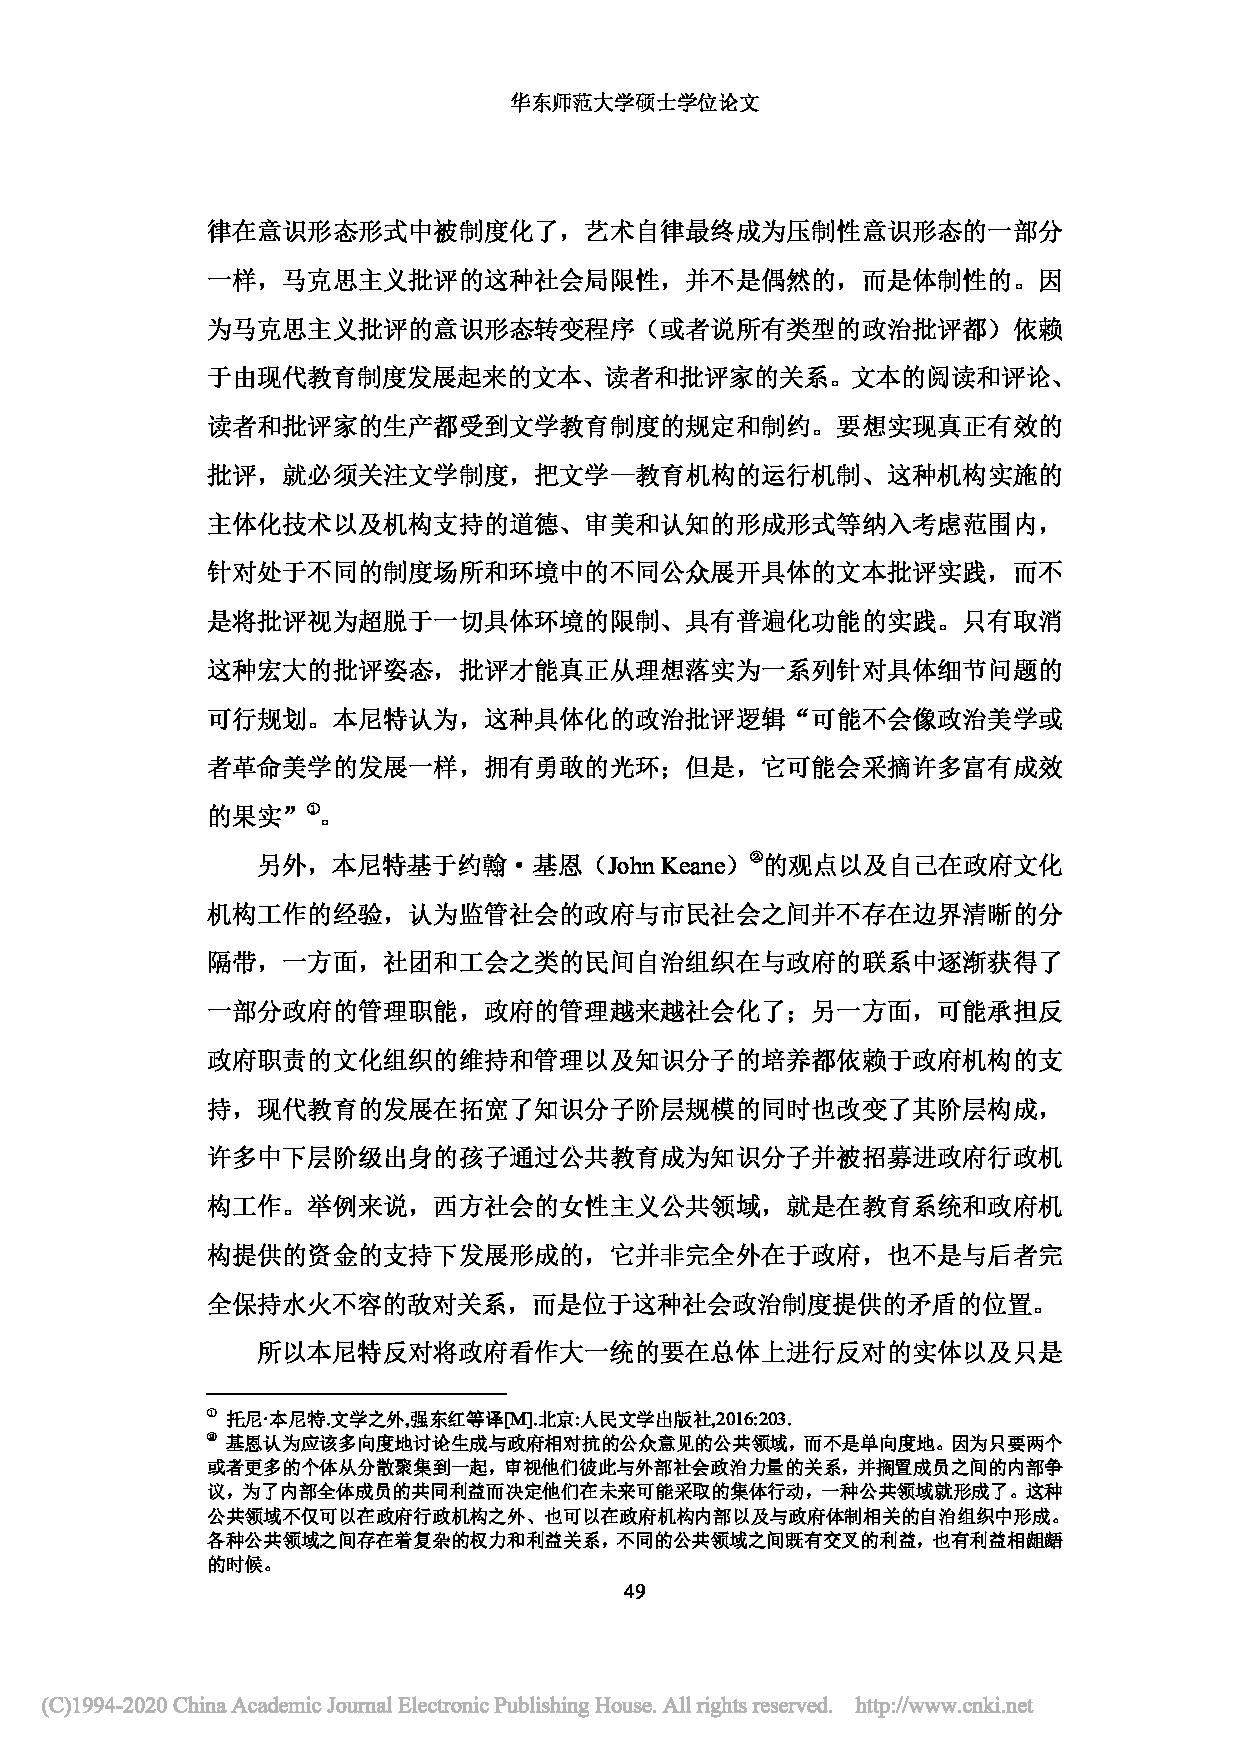 华东师范大学硕士学位论文
律在意识形态形式中被制度化了，艺术自律最终成为压制性意识形态的一部分
一样，马克思主义批评的这种社会局限性，并不是偶然的，而是体制性的。因
为马克思主义批评的意识形态转变程序（或者说所有类型的政治批评都）依赖
于由现代教育制度发展起来的文本、读者和批评家的关系。文本的阅读和评论、
读者和批评家的生产都受到文学教育制度的规定和制约。要想实现真正有效的
批评，就必须关注文学制度，把文学—教育机构的运行机制、这种机构实施的
主体化技术以及机构支持的道德、审美和认知的形成形式等纳入考虑范围内，
针对处于不同的制度场所和环境中的不同公众展开具体的文本批评实践，而不
是将批评视为超脱于一切具体环境的限制、具有普遍化功能的实践。只有取消
这种宏大的批评姿态，批评才能真正从理想落实为一系列针对具体细节问题的
可行规划。本尼特认为，这种具体化的政治批评逻辑“可能不会像政治美学或
者革命美学的发展一样，拥有勇敢的光环；但是，它可能会采摘许多富有成效
的果实”①。
另外，本尼特基于约翰·基恩（John Keane）②的观点以及自己在政府文化
机构工作的经验，认为监管社会的政府与市民社会之间并不存在边界清晰的分
隔带，一方面，社团和工会之类的民间自治组织在与政府的联系中逐渐获得了
一部分政府的管理职能，政府的管理越来越社会化了；另一方面，可能承担反
政府职责的文化组织的维持和管理以及知识分子的培养都依赖于政府机构的支
持，现代教育的发展在拓宽了知识分子阶层规模的同时也改变了其阶层构成，
许多中下层阶级出身的孩子通过公共教育成为知识分子并被招募进政府行政机
构工作。举例来说，西方社会的女性主义公共领域，就是在教育系统和政府机
构提供的资金的支持下发展形成的，它并非完全外在于政府，也不是与后者完
全保持水火不容的敌对关系，而是位于这种社会政治制度提供的矛盾的位置。
所以本尼特反对将政府看作大一统的要在总体上进行反对的实体以及只是
① 托尼·本尼特.文学之外,强东红等译[M].北京:人民文学出版社,2016:203.
② 基恩认为应该多向度地讨论生成与政府相对抗的公众意见的公共领域，而不是单向度地。因为只要两个
或者更多的个体从分散聚集到一起，审视他们彼此与外部社会政治力量的关系，并搁置成员之间的内部争
议，为了内部全体成员的共同利益而决定他们在未来可能采取的集体行动，一种公共领域就形成了。这种
公共领域不仅可以在政府行政机构之外、也可以在政府机构内部以及与政府体制相关的自治组织中形成。
各种公共领域之间存在着复杂的权力和利益关系，不同的公共领域之间既有交叉的利益，也有利益相龃龉
的时候。
49
(C)1994-2020 China Academic Journal Electronic Publishing House. All rights reserved. http://www.cnki.net